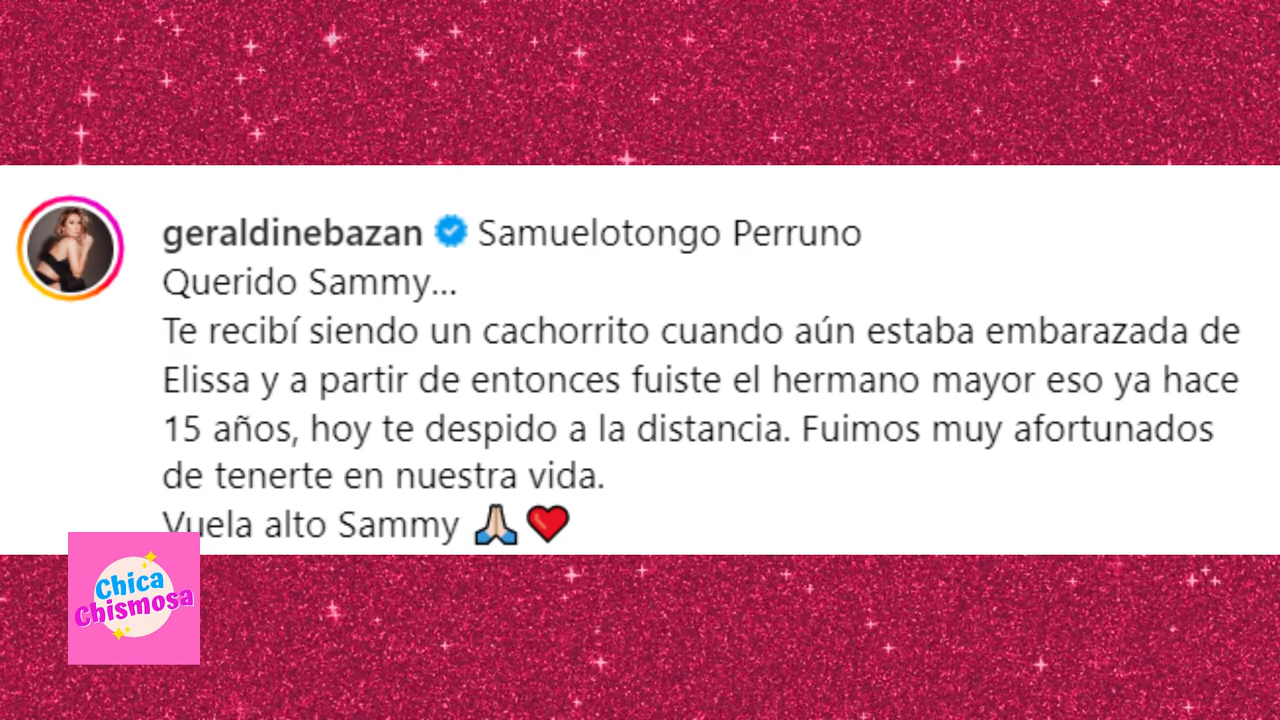 geraldinebazan Samuelotongo Perruno
Querido Sammy...
Te recibí siendo un cachorrito cuando aún estaba embarazada de
Elissa y a partir de entonces fuiste el hermano mayor eso ya hace
15 años, hoy te despido a la distancia. Fuimos muy afortunados
de tenerte en nuestra vida.
Vuela alto Sammy 🙏🏻❤️
Chica
Chismosa